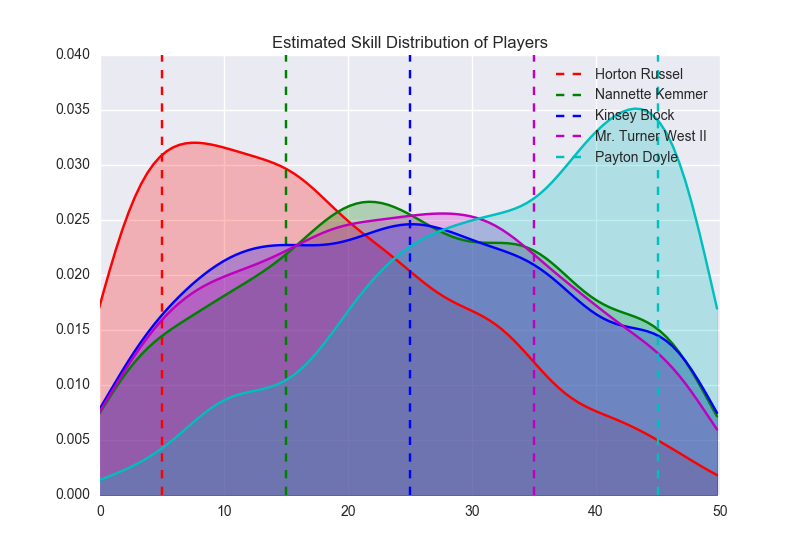 Estimated Skill Distribution of Players
0.040
0.035
0.030
0.025
0.020
0.015
0.010
0.005
0.000
Horton Russel
Nannette Kemmer
Kinsey Block
Mr. Turner West II
Payton Doyle
0
10
20
30
40
50